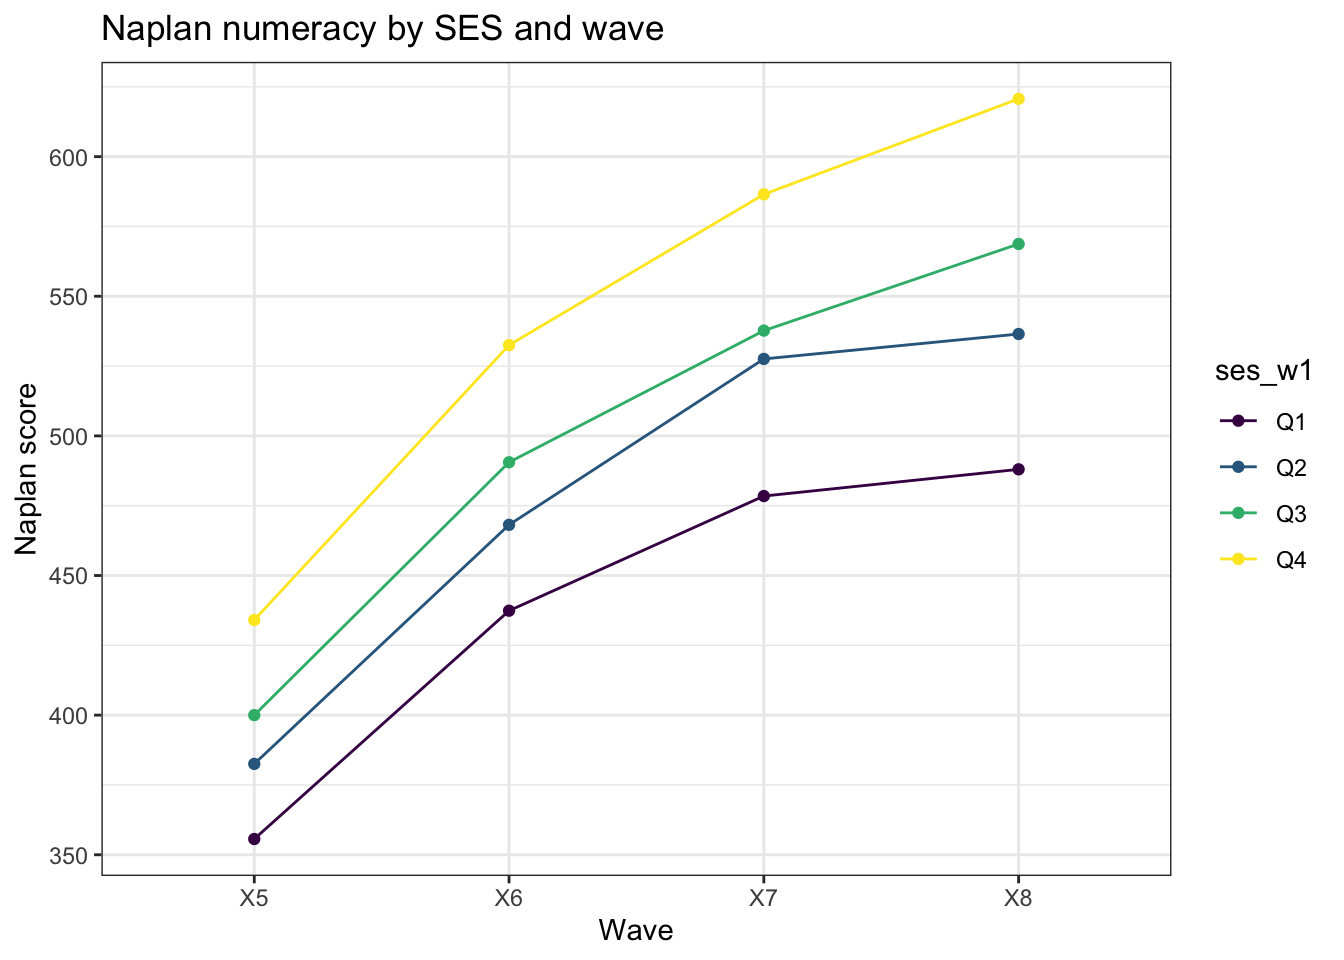 Naplan numeracy by SES and wave
Naplan score
600
550
500
450
400
350
X5 X6 X7 X8
Wave
ses_w1
Q1
Q2
Q3
Q4